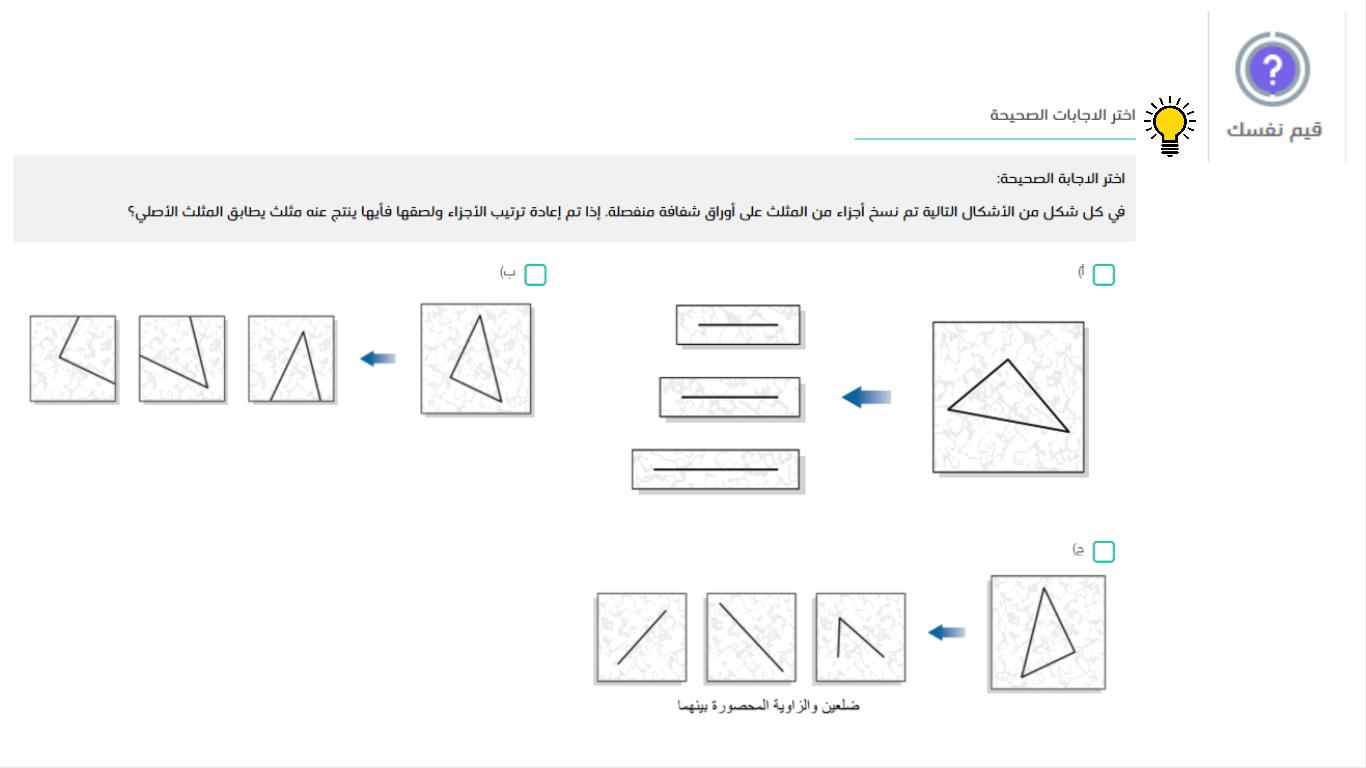 قيم نفسك
اختر الاجابات الصحيحة
اختر الاجابة الصحيحة:
في كل شكل من الأشكال التالية تم نسخ أجزاء من المثلث على أوراق شفافة منفصلة. إذا تم إعادة ترتيب الأجزاء ولصقها فأيها ينتج عنه مثلث يطابق المثلث الأصلي؟
أ)
ب)
ج)
ضلعين والزاوية المحصورة بينهما